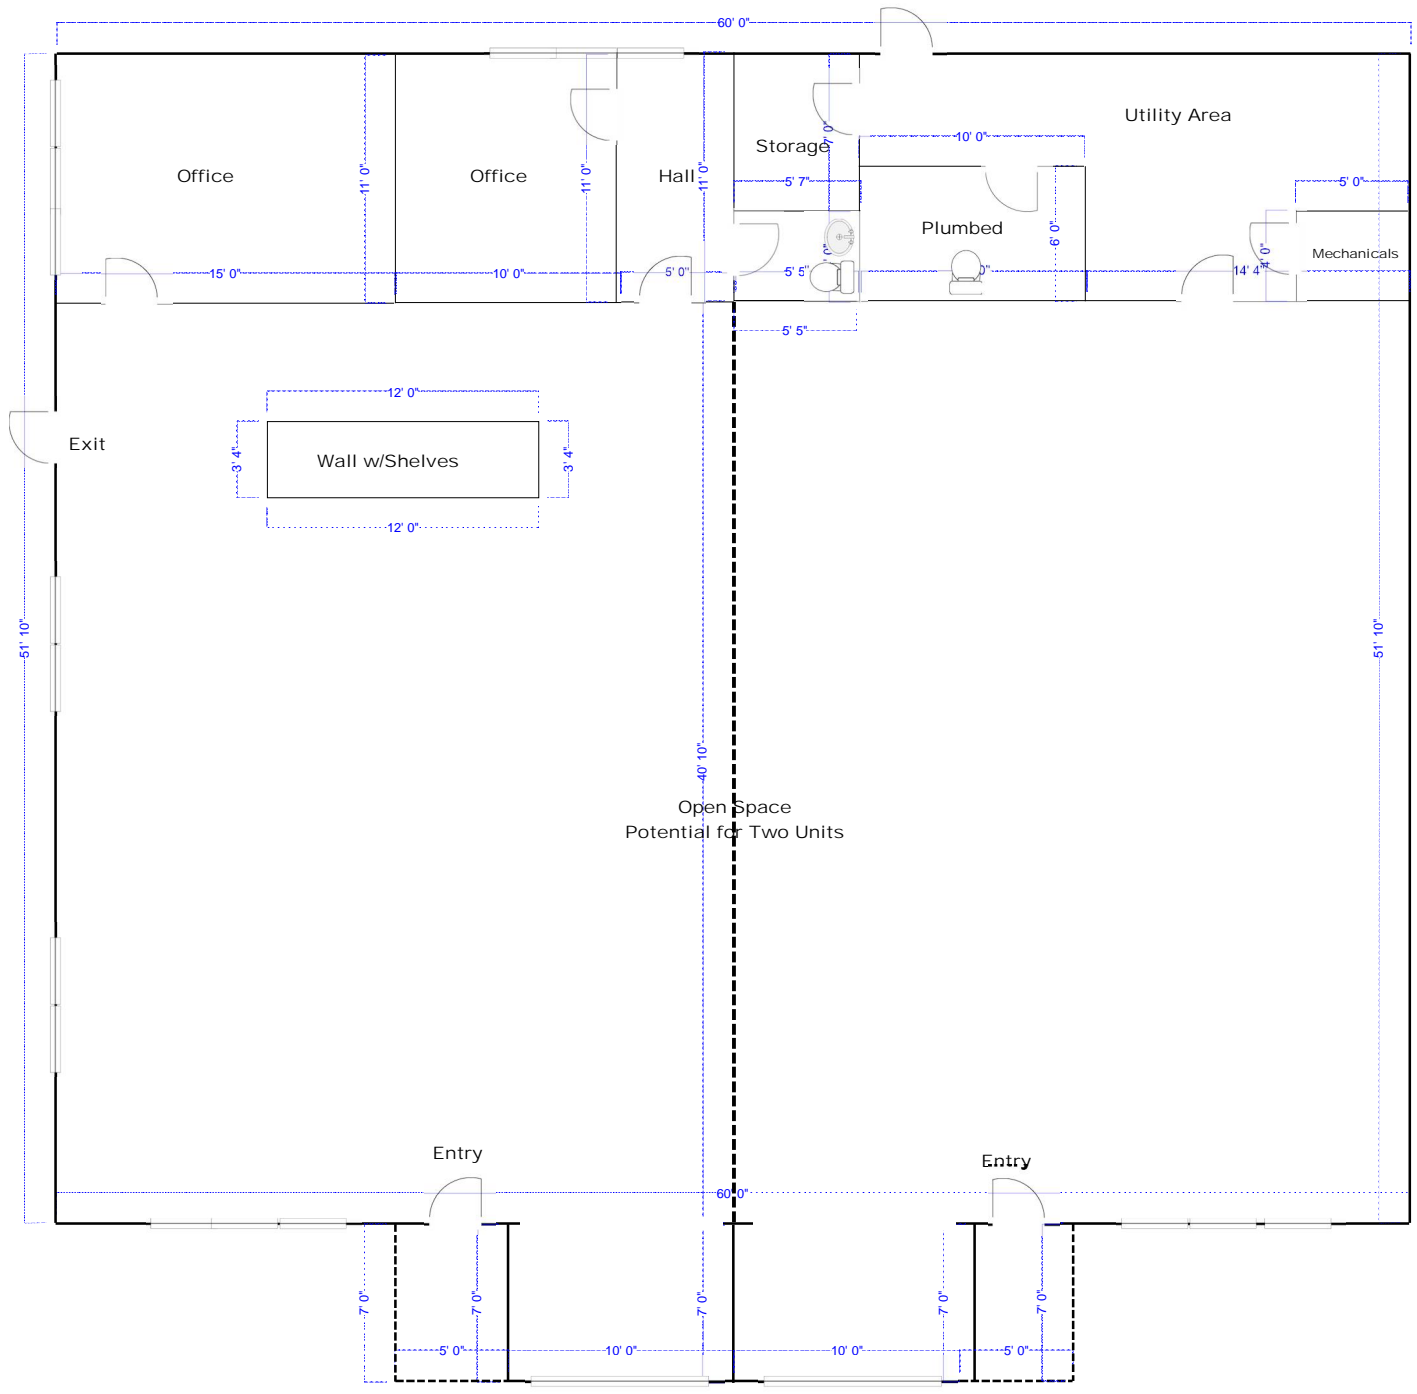 60' 0"
Utility Area
Storage
7' 0"
10' 0"
Office
11' 0"
Office
11' 0"
Hall
11' 0"
5' 7"
5' 0"
Plumbed
6' 0"
Mechanicals
4' 0"
15' 0"
10' 0"
5' 0"
5' 5"
14' 4"
5' 5"
12' 0"
Exit
3' 4"
Wall w/Shelves
3' 4"
12' 0"
51' 10"
51' 10"
40' 10"
Open Space
Potential for Two Units
Entry
Entry
60' 0"
7' 0"
7' 0"
7' 0"
7' 0"
7' 0"
5' 0"
10' 0"
10' 0"
5' 0"